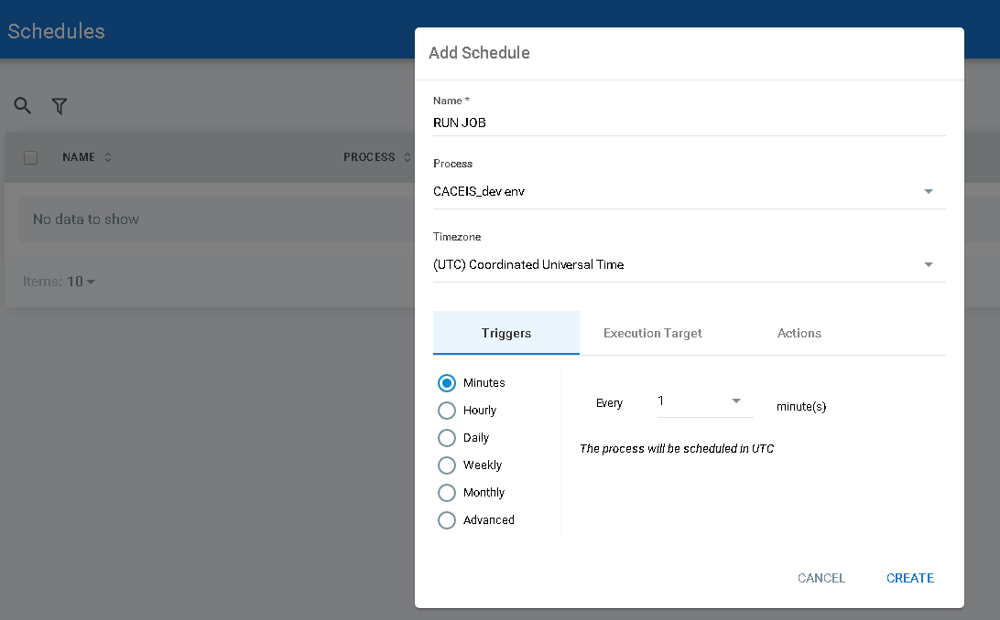 Schedules
NAME
PROCESS
No data to show
Items: 10
Add Schedule
Name *
RUN JOB
Process
CACEIS_dev env
Timezone
(UTC) Coordinated Universal Time
Triggers
Execution Target
Actions
Minutes
Hourly
Daily
Weekly
Monthly
Advanced
Every 1 minute(s)
The process will be scheduled in UTC
CANCEL
CREATE